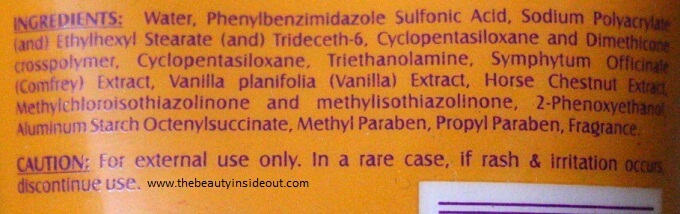 INGREDIENTS: Water, Phenylbenzimidazole Sulfonic Acid, Sodium Polyacrylate
(and) Ethylhexyl Stearate (and) Trideceth-6, Cyclopentasiloxane and Dimethicone
crosspolymer, Cyclopentasiloxane, Triethanolamine, Symphytum Officinale
(Comfrey) Extract, Vanilla planifolia (Vanilla) Extract, Horse Chestnut Extract,
Methylchloroisothiazolinone and methylisothiazolinone, 2-Phenoxyethanol
Aluminum Starch Octenylsuccinate, Methyl Paraben, Propyl Paraben, Fragrance.
CAUTION: For external use only. In a rare case, if rash & irritation occurs
discontinue use. www.thebeautyinsideout.com